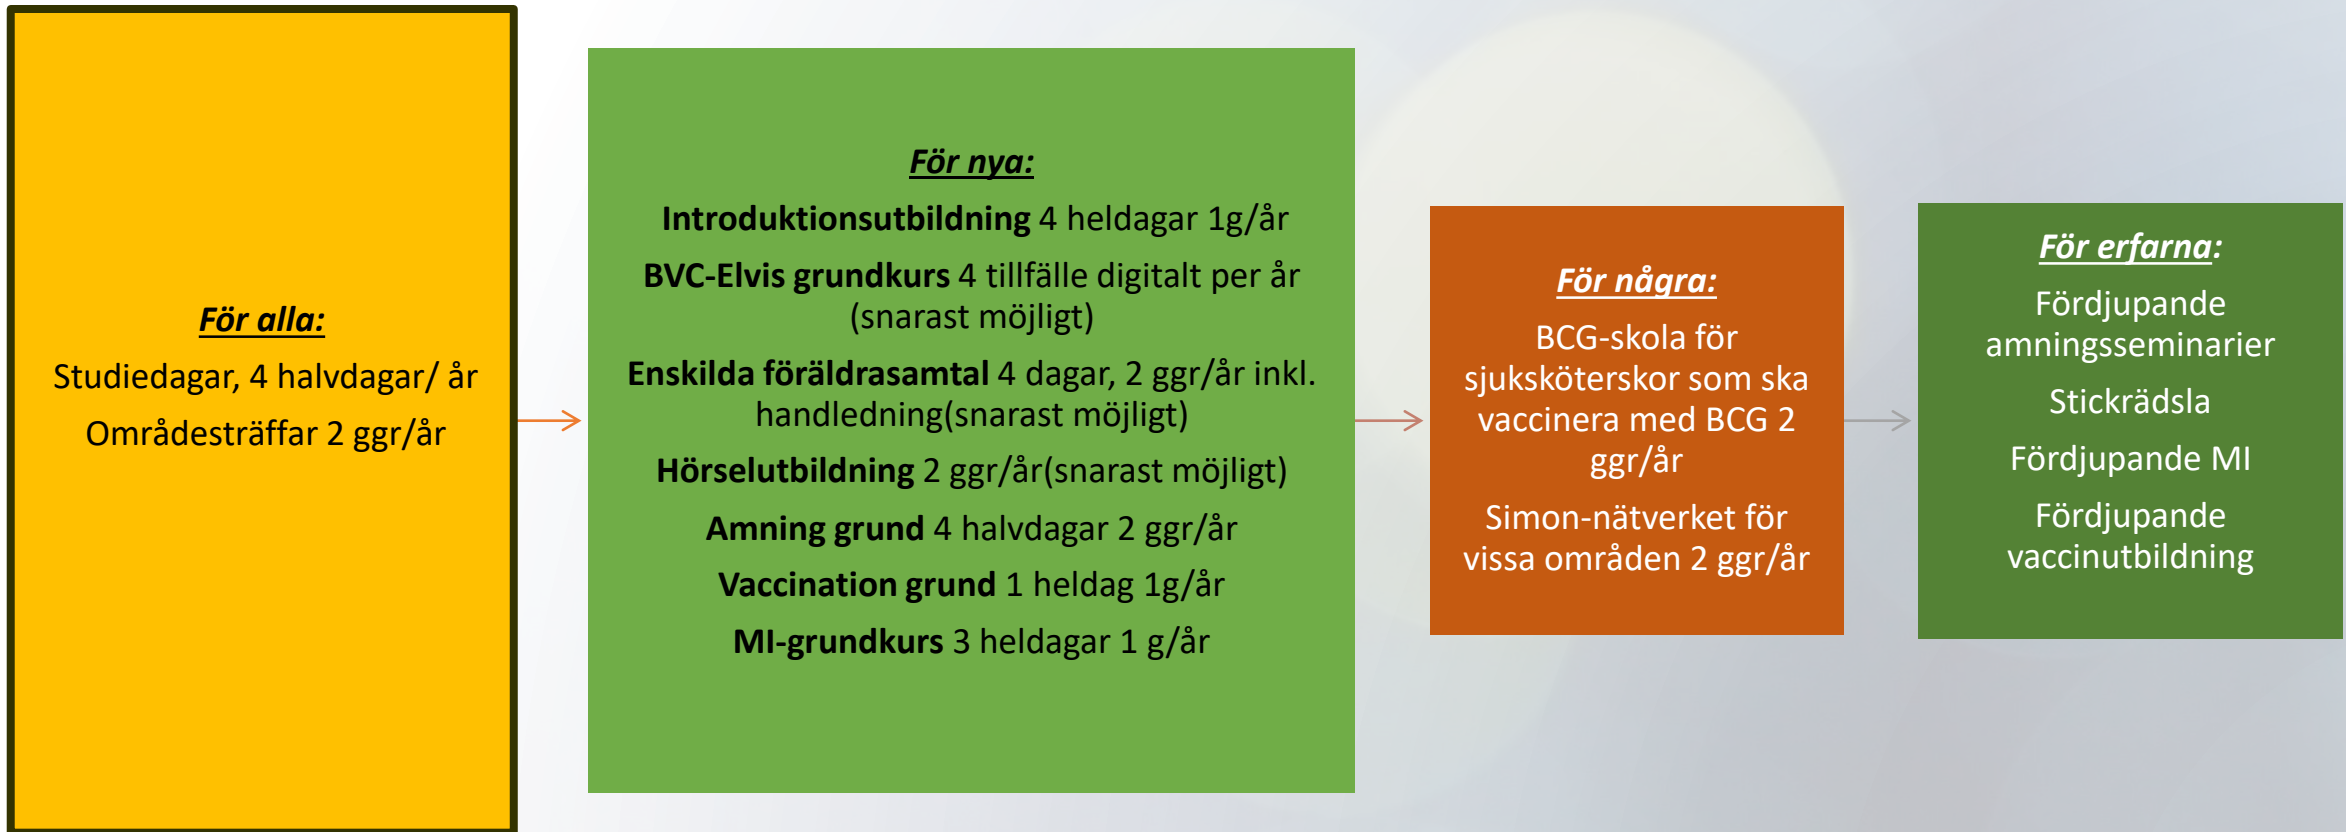 För alla:
Studiedagar, 4 halvdagar/ år
Områdesträffar 2 ggr/år
För nya:
Introduktionsutbildning 4 heldagar 1g/år
BVC-Elvis grundkurs 4 tillfälle digitalt per år
(snarast möjligt)
Enskilda föräldrasamtal 4 dagar, 2 ggr/år inkl.
handledning(snarast möjligt)
Hörselutbildning 2 ggr/år(snarast möjligt)
Amning grund 4 halvdagar 2 ggr/år
Vaccination grund 1 heldag 1g/år
MI-grundkurs 3 heldagar 1 g/år
För några:
BCG-skola för
sjuksköterskor som ska
vaccinera med BCG 2
ggr/år
Simon-nätverket för
vissa områden 2 ggr/år
För erfarna:
Fördjupande
amningsseminarier
Stickrädsla
Fördjupande MI
Fördjupande
vaccinutbildning